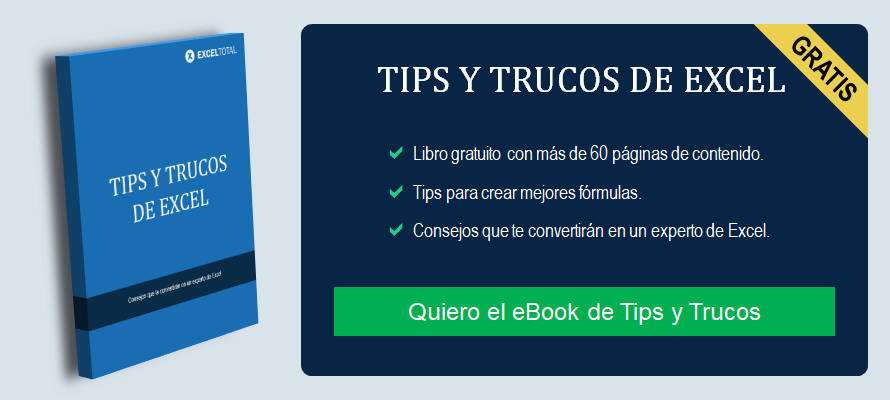 EXCELTOTAL
TIPS Y TRUCOS
DE EXCEL
Consejos que te convertirán en un experto de Excel
GRATIS
TIPS Y TRUCOS DE EXCEL
Libro gratuito con más de 60 páginas de contenido.
Tips para crear mejores fórmulas.
Consejos que te convertirán en un experto de Excel.
Quiero el eBook de Tips y Trucos